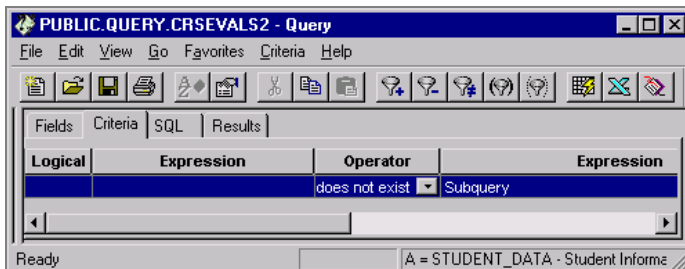 PUBLIC.QUERY.CRSEVALS2 - Query
File Edit View Go Favorites Criteria Help
Fields Criteria SQL Results
Logical Expression Operator Expression
does not exist Subquery
Ready A = STUDENT_DATA - Student Informa